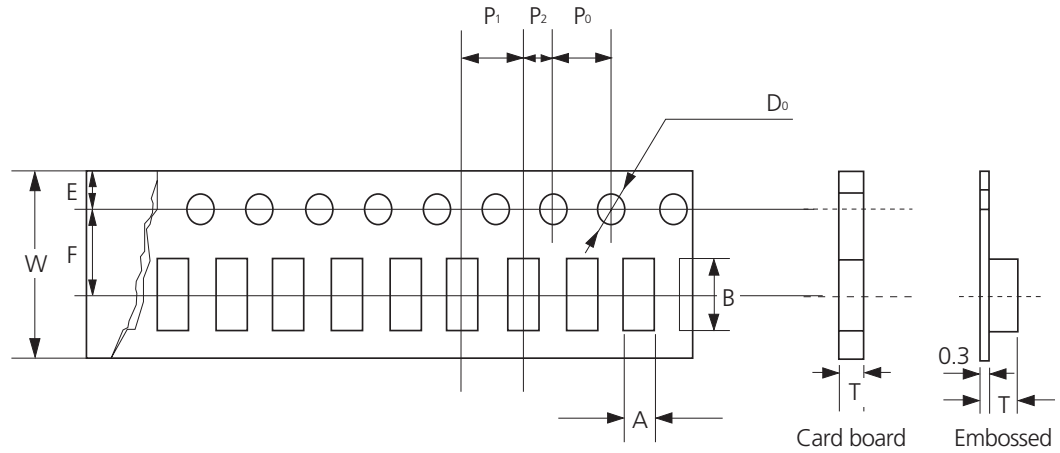 P₁ P₂ P₀
D₀
E
F
W
B
A
0.3
T
T
Card board
Embossed